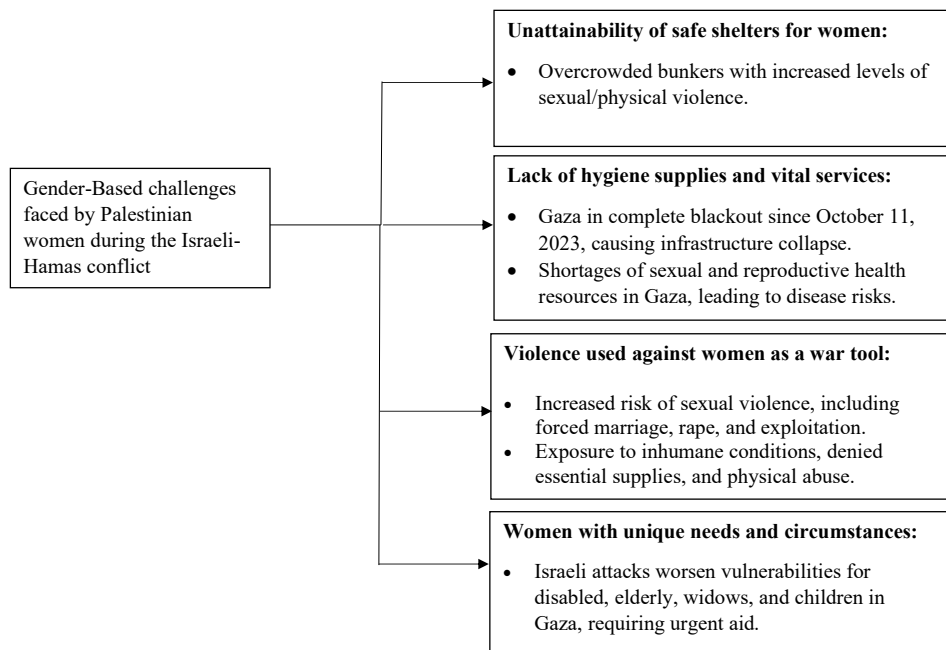 Gender-Based challenges
faced by Palestinian
women during the Israeli-
Hamas conflict
Unattainability of safe shelters for women:
• Overcrowded bunkers with increased levels of
sexual/physical violence.
Lack of hygiene supplies and vital services:
• Gaza in complete blackout since October 11,
2023, causing infrastructure collapse.
• Shortages of sexual and reproductive health
resources in Gaza, leading to disease risks.
Violence used against women as a war tool:
• Increased risk of sexual violence, including
forced marriage, rape, and exploitation.
• Exposure to inhumane conditions, denied
essential supplies, and physical abuse.
Women with unique needs and circumstances:
• Israeli attacks worsen vulnerabilities for
disabled, elderly, widows, and children in
Gaza, requiring urgent aid.